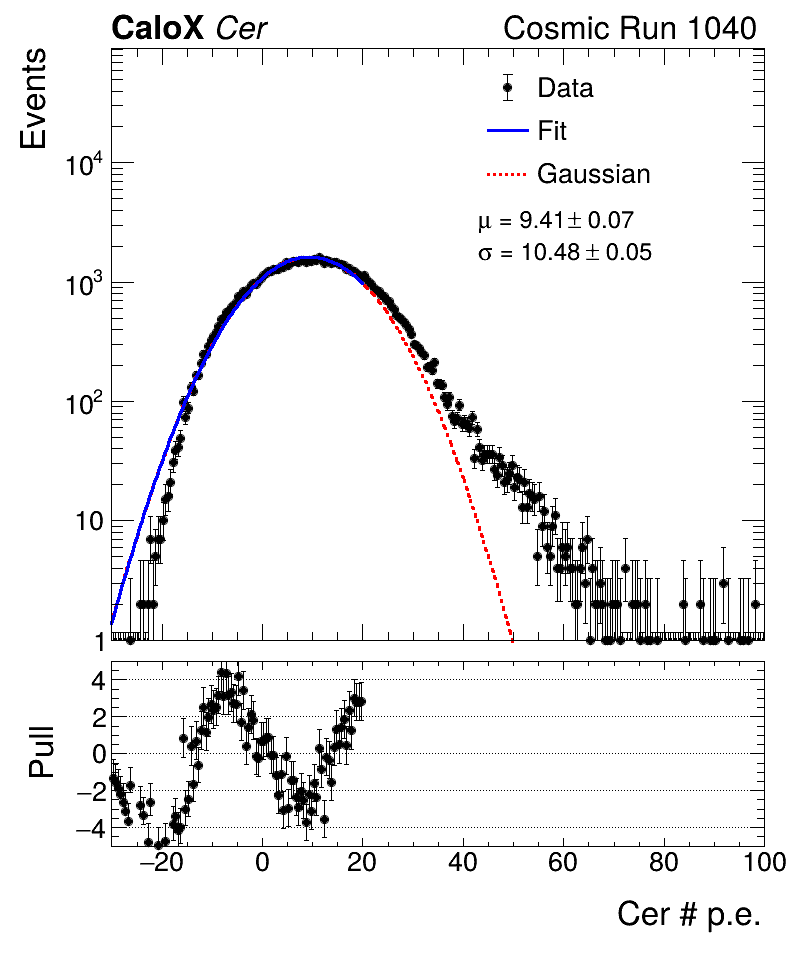 CaloX Cer Cosmic Run 1040
Events
Data
Fit
Gaussian
μ = 9.41± 0.07
σ = 10.48± 0.05
10⁴
10³
10²
10
1
Pull
4
2
0
−2
−4
−20 0 20 40 60 80 100
Cer # p.e.